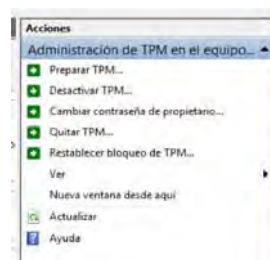 Acciones
Administración de TPM en el equipo...
Preparar TPM...
Desactivar TPM...
Cambiar contraseña de propietario...
Quitar TPM...
Restablecer bloqueo de TPM...
Ver
Nueva ventana desde aquí
Actualizar
Ayuda